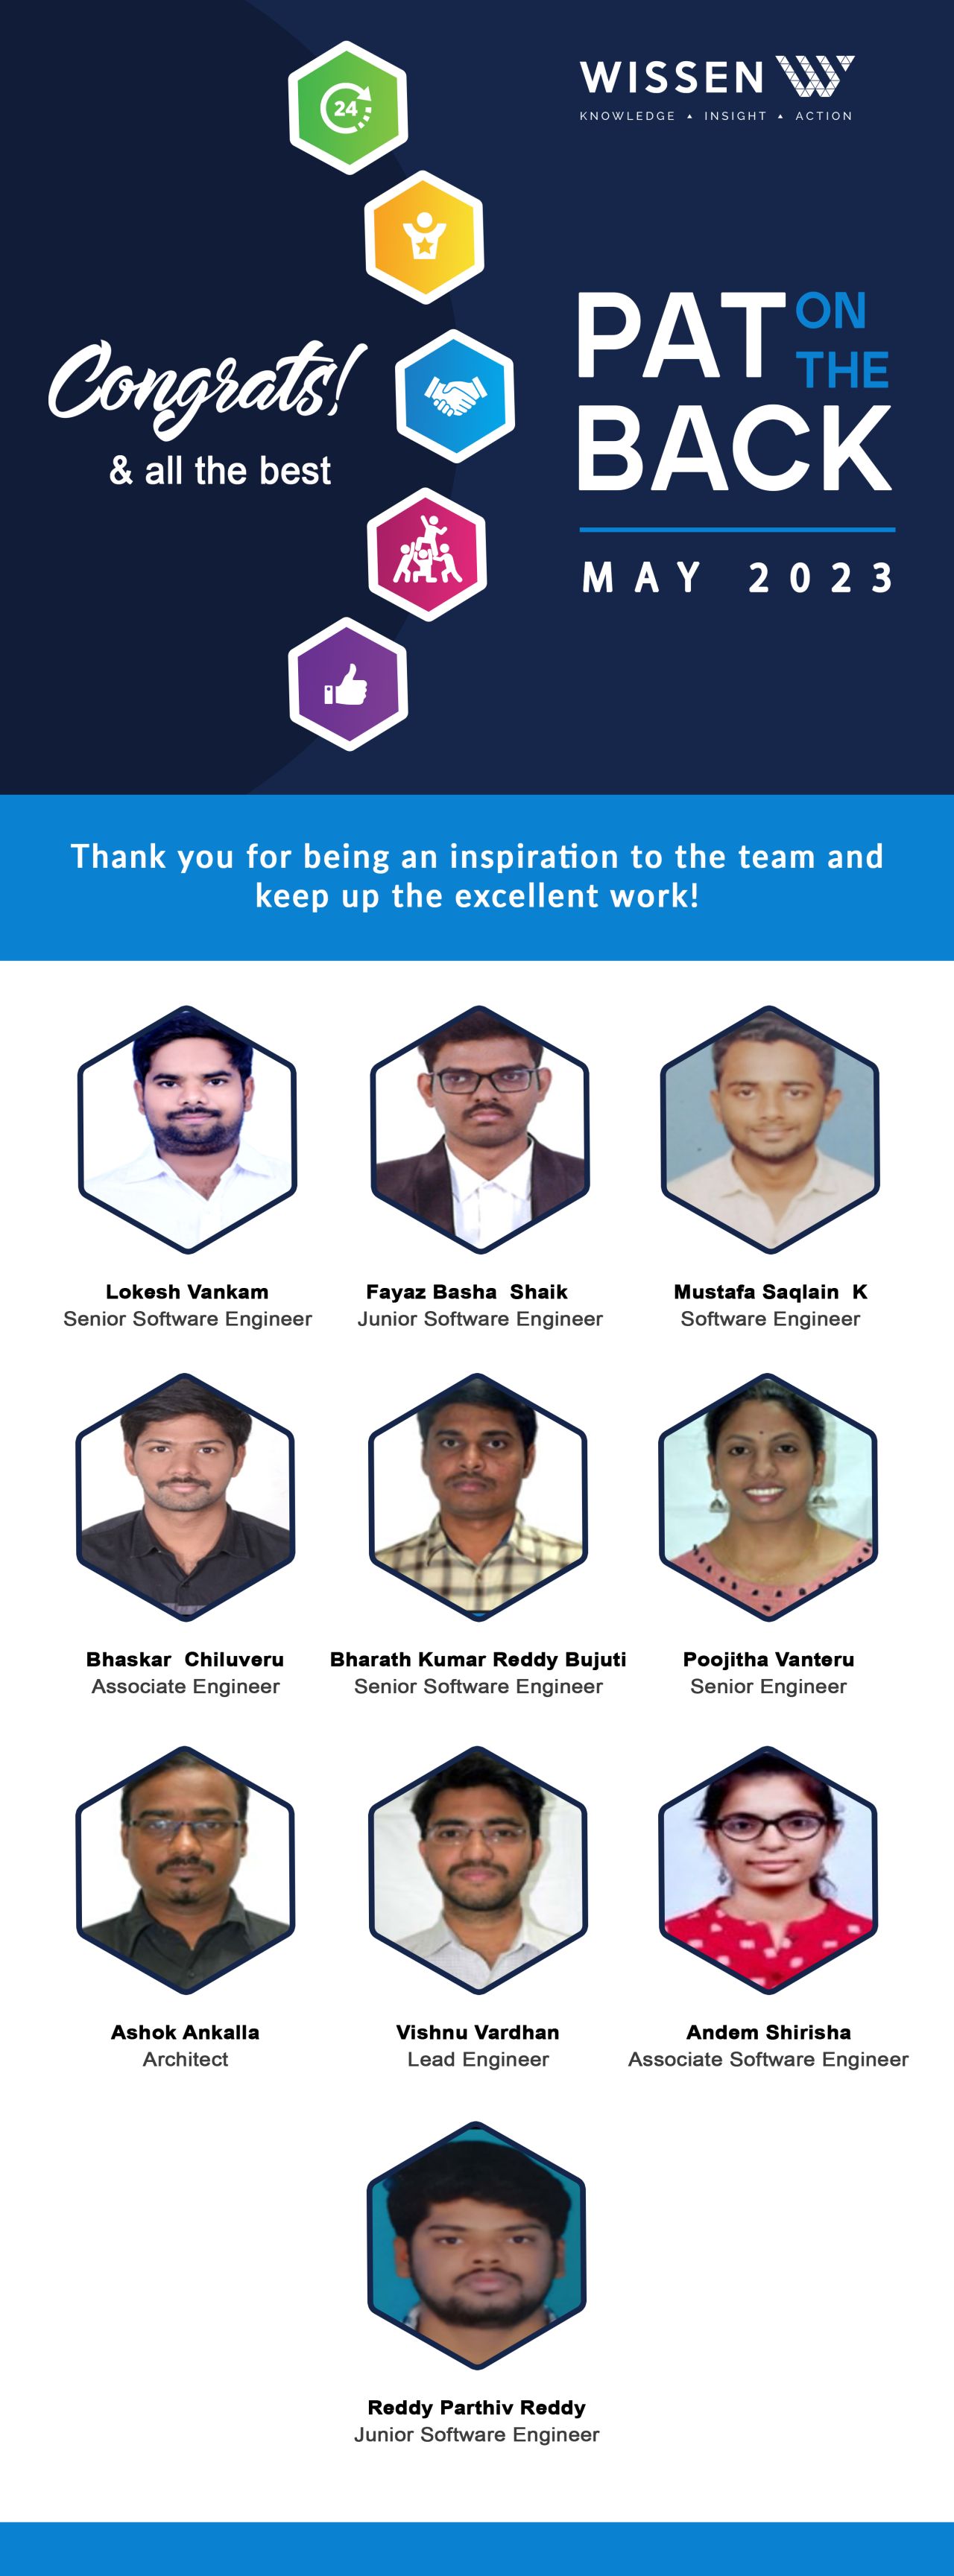 WISSEN
KNOWLEDGE ▲ INSIGHT ▲ ACTION
24
Congrats!
& all the best
PAT ON THE
BACK
MAY 2023
Thank you for being an inspiration to the team and
keep up the excellent work!
Lokesh Vankam
Senior Software Engineer
Fayaz Basha  Shaik
Junior Software Engineer
Mustafa Saqlain  K
Software Engineer
Bhaskar  Chiluveru
Associate Engineer
Bharath Kumar Reddy Bujuti
Senior Software Engineer
Poojitha Vanteru
Senior Engineer
Ashok Ankalla
Architect
Vishnu Vardhan
Lead Engineer
Andem Shirisha
Associate Software Engineer
Reddy Parthiv Reddy
Junior Software Engineer